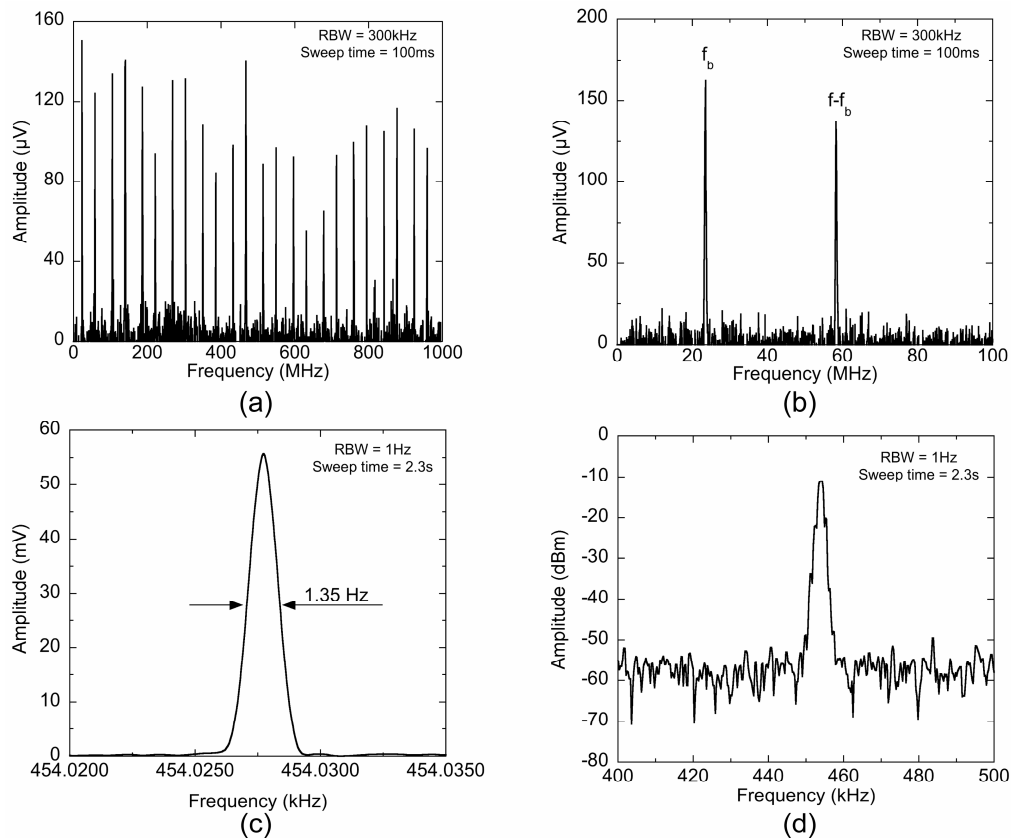 160
120
80
40
0
Amplitude (μV)
RBW = 300kHz
Sweep time = 100ms
0 200 400 600 800 1000
Frequency (MHz)
(a)
200
150
100
50
0
Amplitude (μV)
RBW = 300kHz
Sweep time = 100ms
f_b
f-f_b
1 20 40 60 80 100
Frequency (MHz)
(b)
60
50
40
30
20
10
0
Amplitude (mV)
RBW = 1Hz
Sweep time = 2.3s
1.35 Hz
454.0200 454.0250 454.0300 454.0350
Frequency (kHz)
(c)
0
-10
-20
-30
-40
-50
-60
-70
-80
Amplitude (dBm)
RBW = 1Hz
Sweep time = 2.3s
400 420 440 460 480 500
Frequency (kHz)
(d)